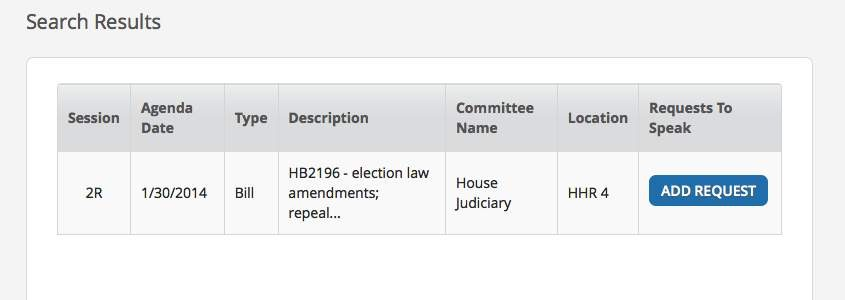 Search Results
Session
Agenda
Date
Type
Description
Committee
Name
Location
Requests To
Speak
2R
1/30/2014
Bill
HB2196 - election law
amendments;
repeal...
House
Judiciary
HHR 4
ADD REQUEST